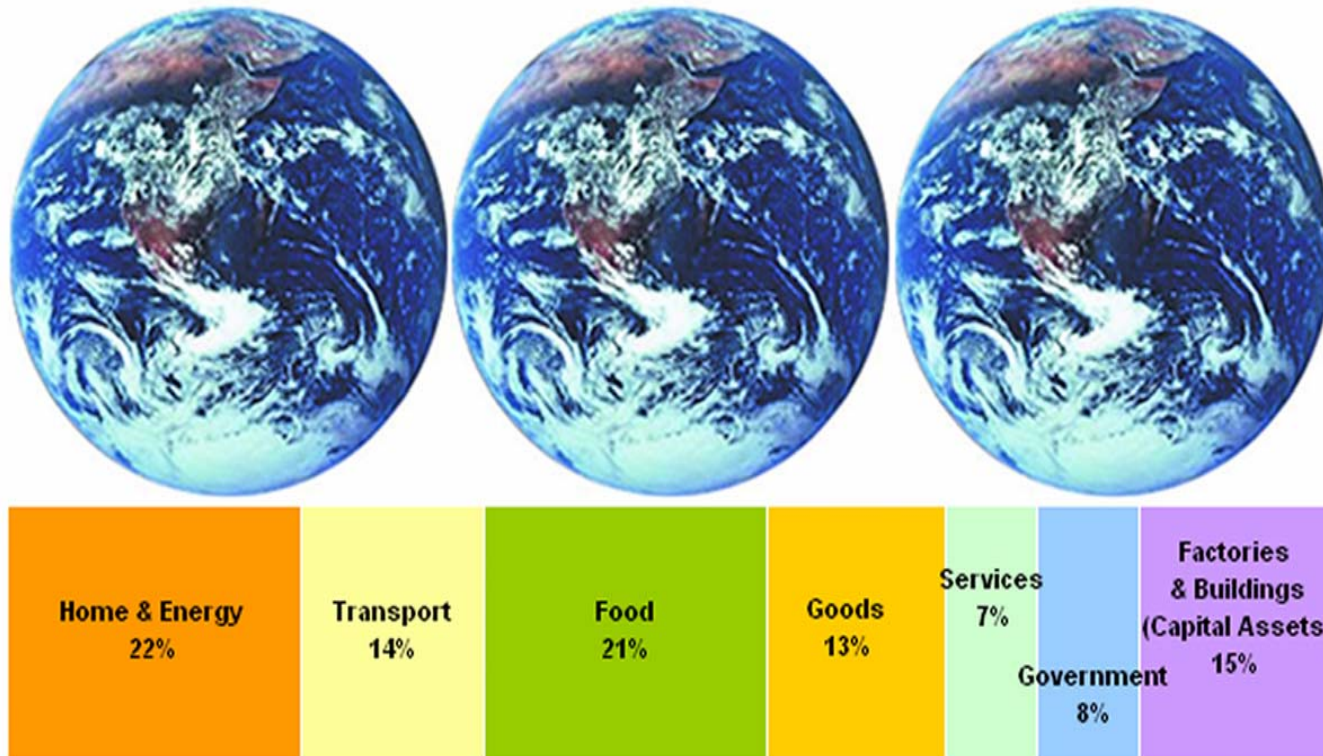 Home & Energy
22%
Transport
14%
Food
21%
Goods
13%
Services
7%
Government
8%
Factories
& Buildings
(Capital Assets
15%